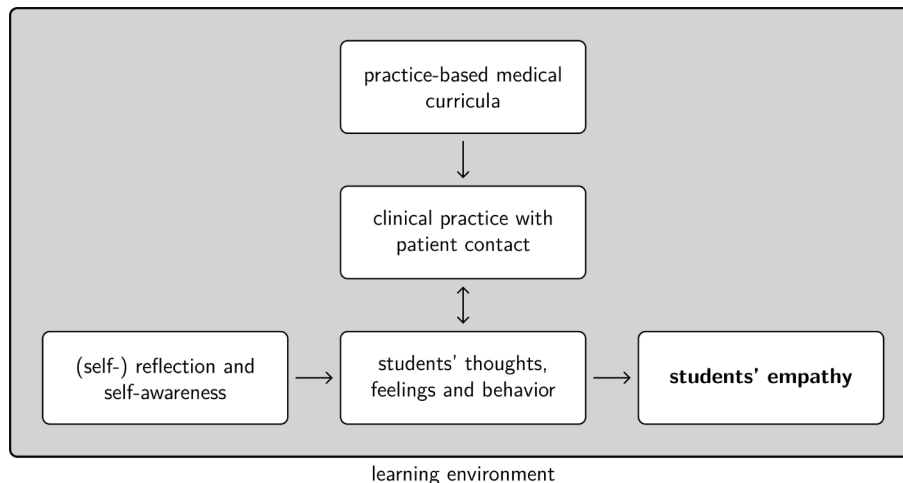 practice-based medical
curricula
clinical practice with
patient contact
(self-) reflection and
self-awareness
students' thoughts,
feelings and behavior
students' empathy
learning environment